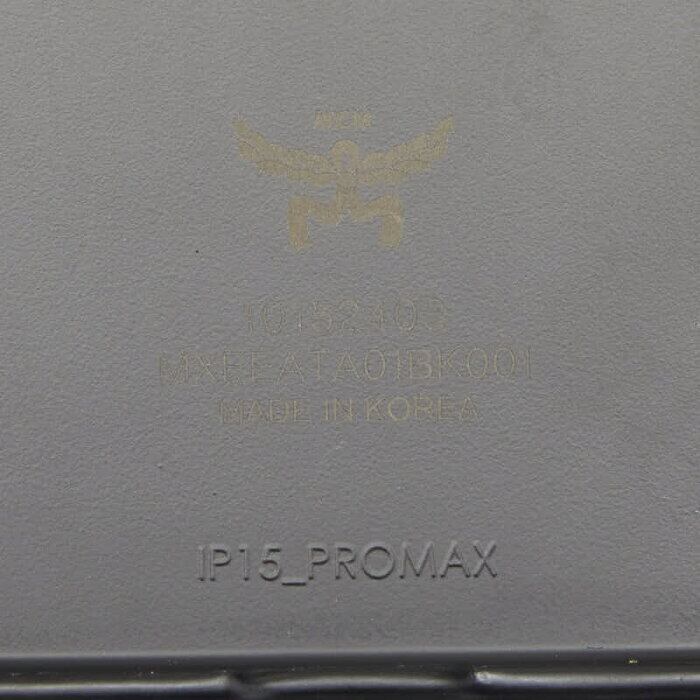 MCM
10152403
MXEEATA01BK001
MADE IN KOREA
IP15_PROMAX